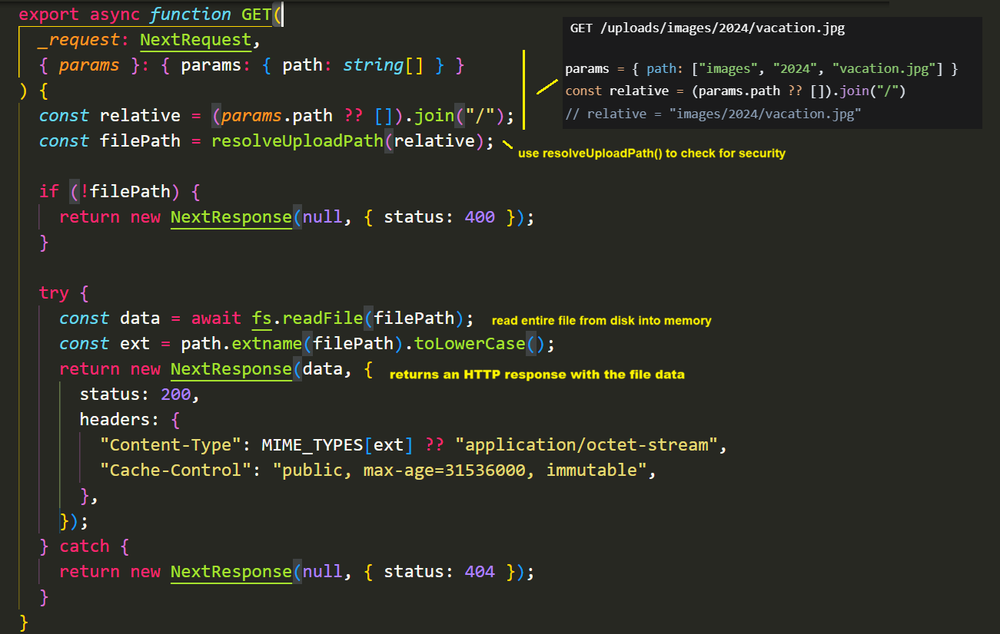 export async function GET(
  _request: NextRequest,
  { params }: { params: { path: string[] } }
) {
  const relative = (params.path ?? []).join("/");
  const filePath = resolveUploadPath(relative);
GET /uploads/images/2024/vacation.jpg
params = { path: ["images", "2024", "vacation.jpg"] }
const relative = (params.path ?? []).join("/")
// relative = "images/2024/vacation.jpg"
use resolveUploadPath() to check for security
  if (!filePath) {
    return new NextResponse(null, { status: 400 });
  }
  try {
    const data = await fs.readFile(filePath); read entire file from disk into memory
    const ext = path.extname(filePath).toLowerCase();
    return new NextResponse(data, { returns an HTTP response with the file data
      status: 200,
      headers: {
        "Content-Type": MIME_TYPES[ext] ?? "application/octet-stream",
        "Cache-Control": "public, max-age=31536000, immutable",
      },
    });
  } catch {
    return new NextResponse(null, { status: 404 });
  }
}